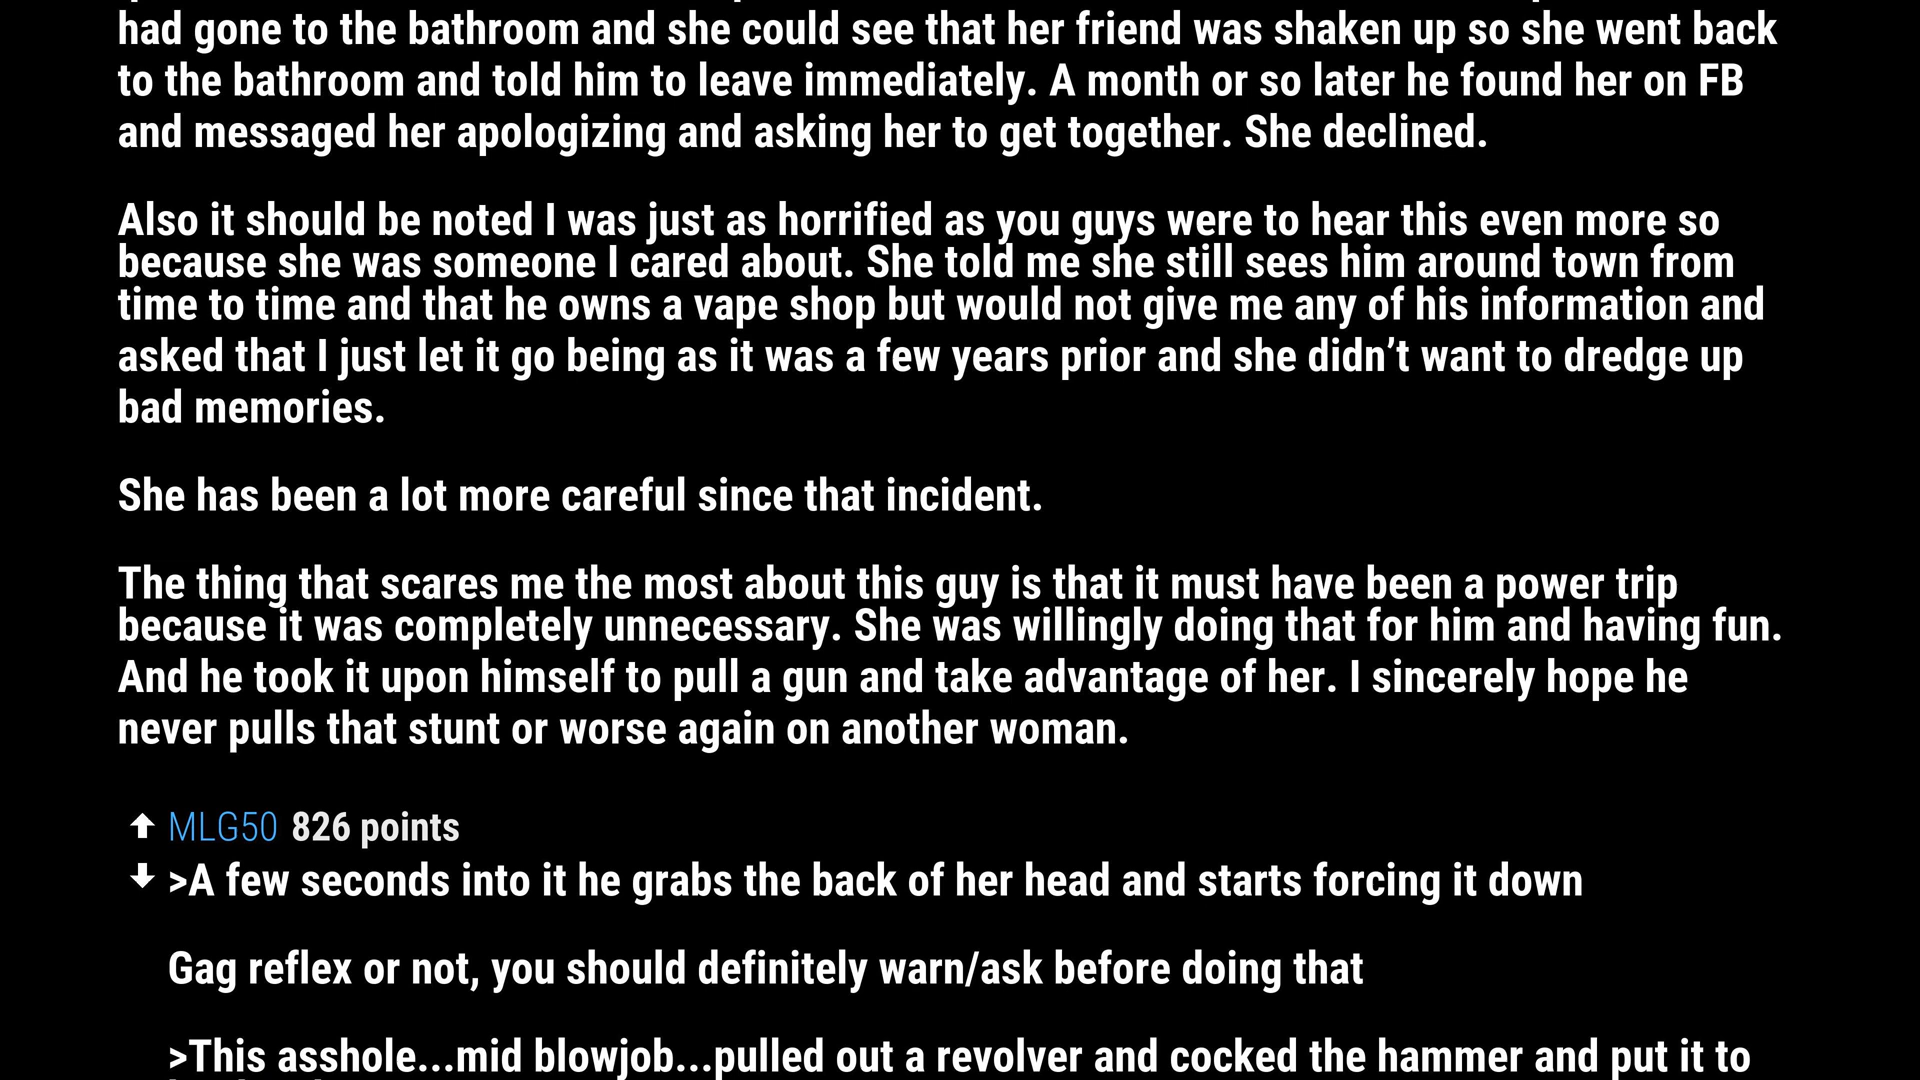 had gone to the bathroom and she could see that her friend was shaken up so she went back
to the bathroom and told him to leave immediately. A month or so later he found her on FB
and messaged her apologizing and asking her to get together. She declined.
Also it should be noted I was just as horrified as you guys were to hear this even more so
because she was someone I cared about. She told me she still sees him around town from
time to time and that he owns a vape shop but would not give me any of his information and
asked that I just let it go being as it was a few years prior and she didn’t want to dredge up
bad memories.
She has been a lot more careful since that incident.
The thing that scares me the most about this guy is that it must have been a power trip
because it was completely unnecessary. She was willingly doing that for him and having fun.
And he took it upon himself to pull a gun and take advantage of her. I sincerely hope he
never pulls that stunt or worse again on another woman.
MLG50 826 points
>A few seconds into it he grabs the back of her head and starts forcing it down
Gag reflex or not, you should definitely warn/ask before doing that
>This asshole...mid blowjob...pulled out a revolver and cocked the hammer and put it to